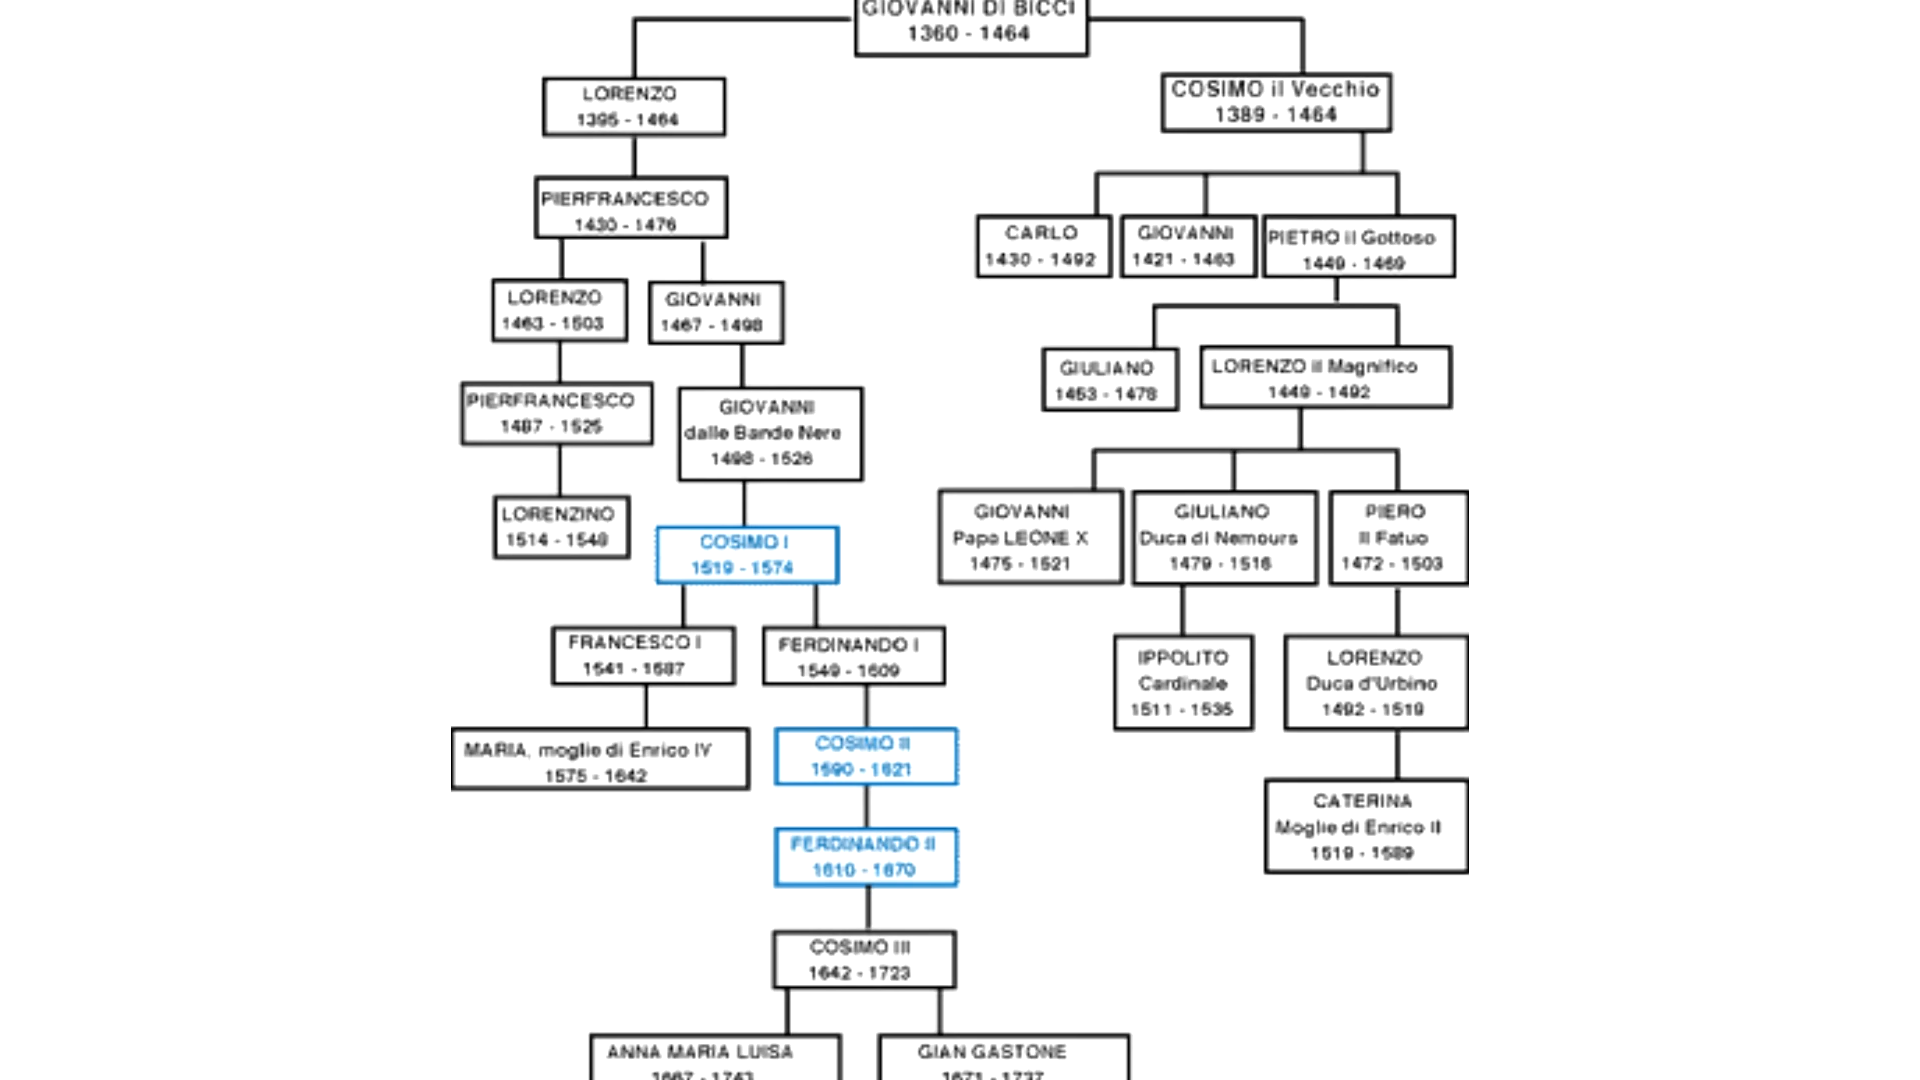 GIOVANNI DI BICCI
1360 - 1464
LORENZO
1395 - 1464
COSIMO il Vecchio
1389 - 1464
PIERFRANCESCO
1430 - 1476
CARLO
1430 - 1492
GIOVANNI
1421 - 1463
PIETRO il Gottoso
1449 - 1469
LORENZO
1463 - 1503
GIOVANNI
1467 - 1498
GIULIANO
1453 - 1478
LORENZO il Magnifico
1449 - 1492
PIERFRANCESCO
1487 - 1525
GIOVANNI
dalle Bande Nere
1498 - 1526
LORENZINO
1514 - 1548
GIOVANNI
Papa LEONE X
1475 - 1521
GIULIANO
Duca di Nemours
1479 - 1516
PIERO
Il Fatuo
1472 - 1503
COSIMO I
1519 - 1574
FRANCESCO I
1541 - 1587
FERDINANDO I
1549 - 1609
IPPOLITO
Cardinale
1511 - 1535
LORENZO
Duca d'Urbino
1492 - 1519
MARIA, moglie di Enrico IV
1575 - 1642
COSIMO II
1590 - 1621
CATERINA
Moglie di Enrico II
1519 - 1589
FERDINANDO II
1610 - 1670
COSIMO III
1642 - 1723
ANNA MARIA LUISA
1667 - 1743
GIAN GASTONE
1671 - 1737